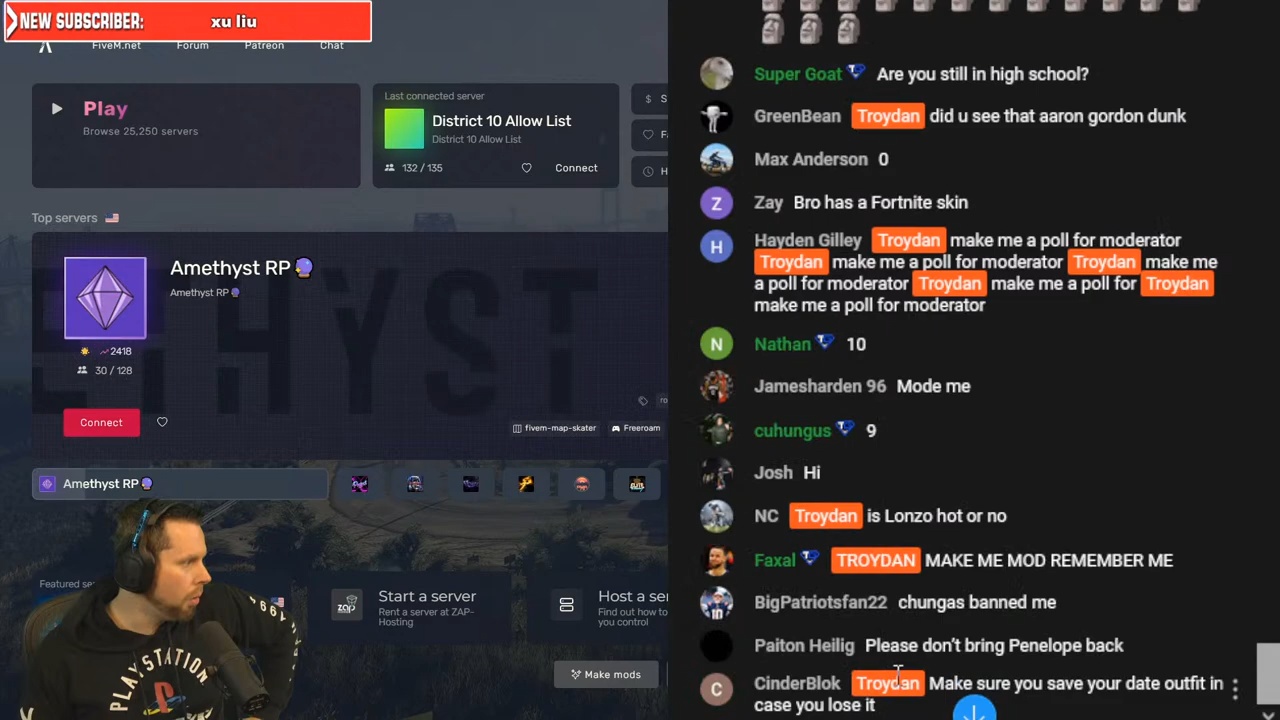 NEW SUBSCRIBER: xu liu
FiveM.net Forum Patreon Chat
Play
Browse 25,250 servers
Last connected server
District 10 Allow List
District 10 Allow List
132 / 135
Connect
Top servers
Amethyst RP
Amethyst RP
2418
30 / 128
Connect
fivem-map-skater
Freeroam
Amethyst RP
Start a server
Rent a server at ZAP-
Hosting
Host a se
Find out how to
you control
Make mods
PLAYSTATION
Super Goat Are you still in high school?
GreenBean Troydan did u see that aaron gordon dunk
Max Anderson 0
Zay Bro has a Fortnite skin
Hayden Gilley Troydan make me a poll for moderator
Troydan make me a poll for moderator Troydan make me
a poll for moderator Troydan make me a poll for Troydan
make me a poll for moderator
Nathan 10
Jamesharden 96 Mode me
cuhungus 9
Josh Hi
NC Troydan is Lonzo hot or no
Faxal TROYDAN MAKE ME MOD REMEMBER ME
BigPatriotsfan22 chungas banned me
Paiton Heilig Please don't bring Penelope back
CinderBlok Troydan Make sure you save your date outfit in
case you lose it